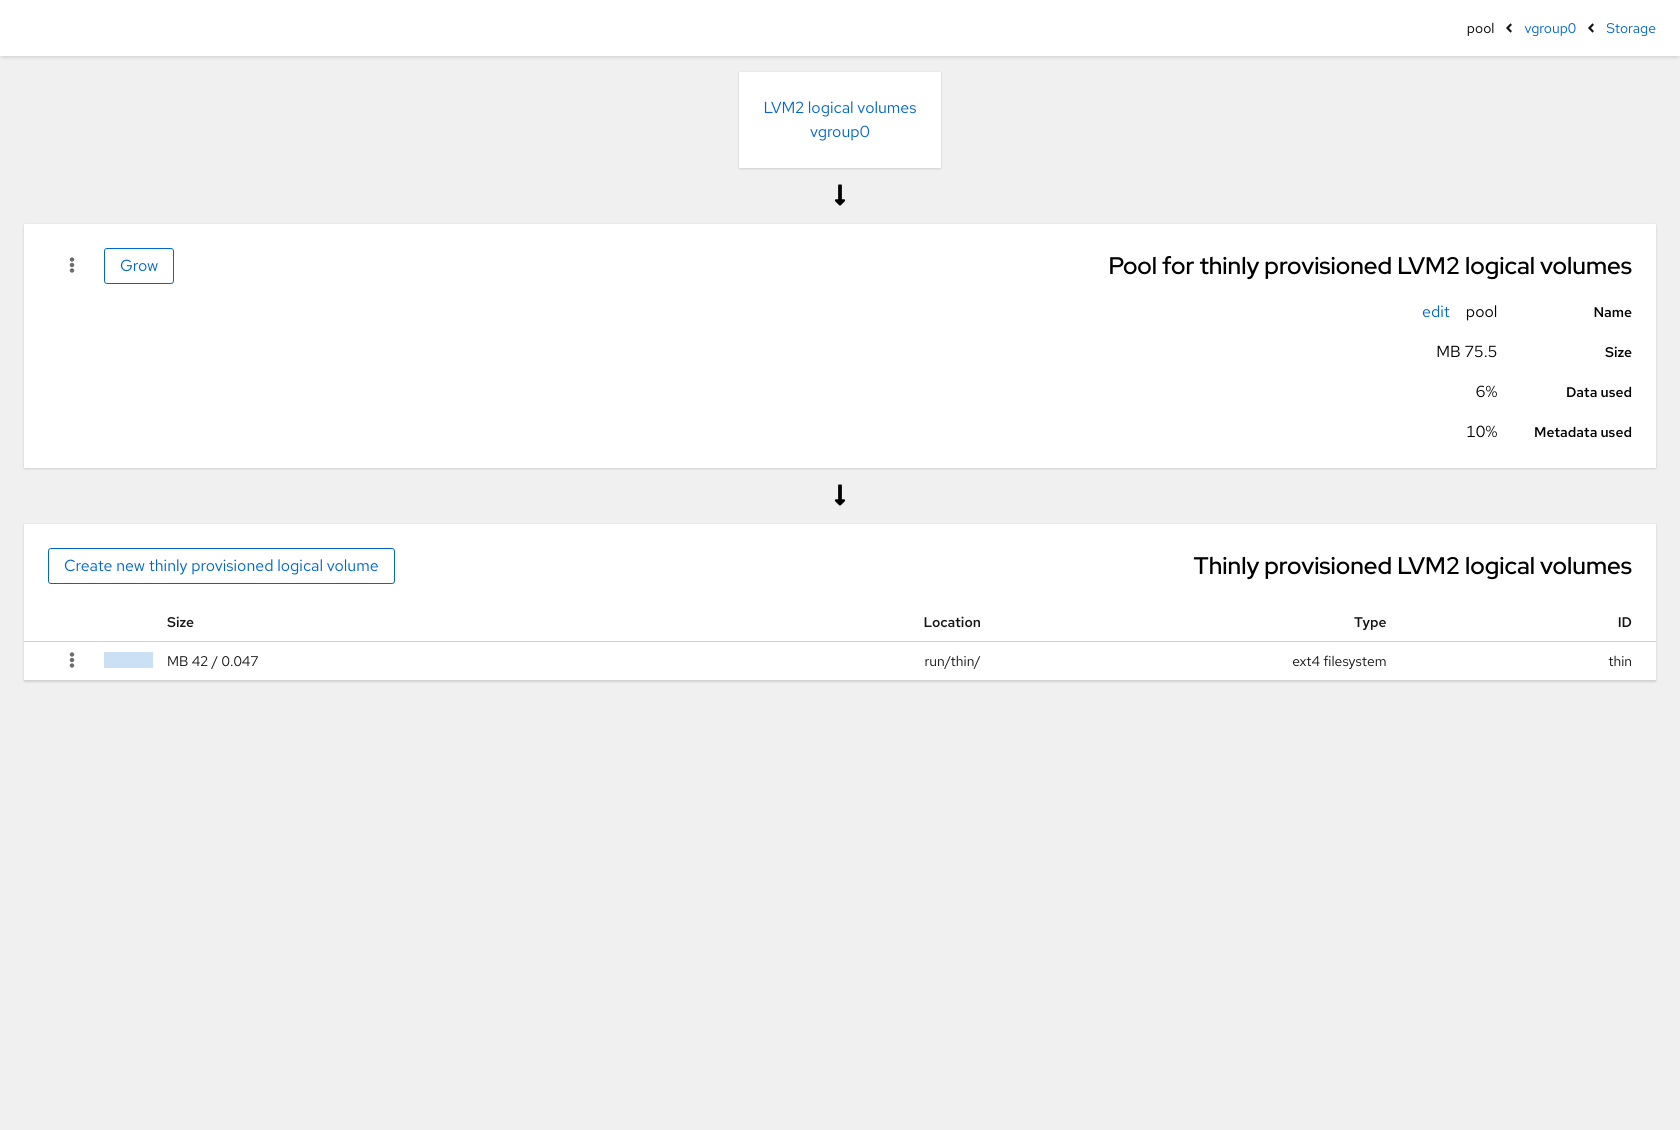 pool vgroup0 Storage
LVM2 logical volumes
vgroup0
Pool for thinly provisioned LVM2 logical volumes
Grow
Name pool edit
Size MB 75.5
Data used 6%
Metadata used 10%
Thinly provisioned LVM2 logical volumes
Create new thinly provisioned logical volume
ID Type Location Size
thin ext4 filesystem run/thin/ MB 42 / 0.047